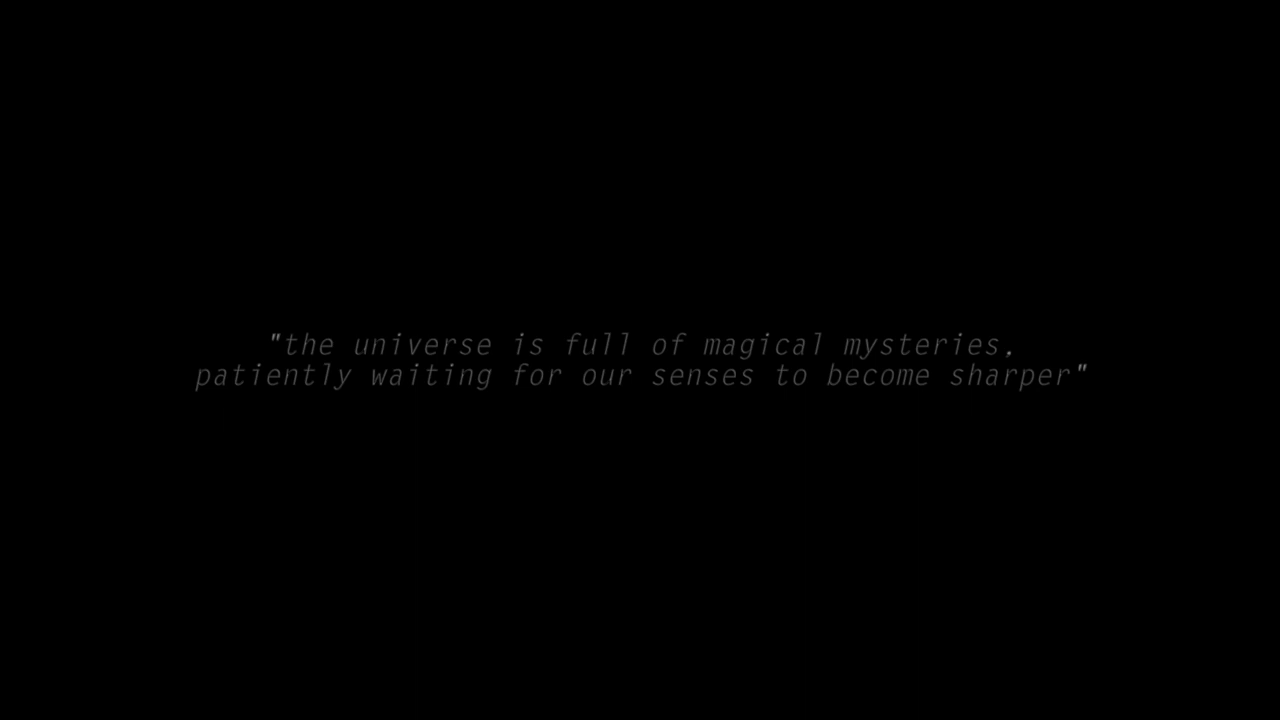 "the universe is full of magical mysteries,
patiently waiting for our senses to become sharper"